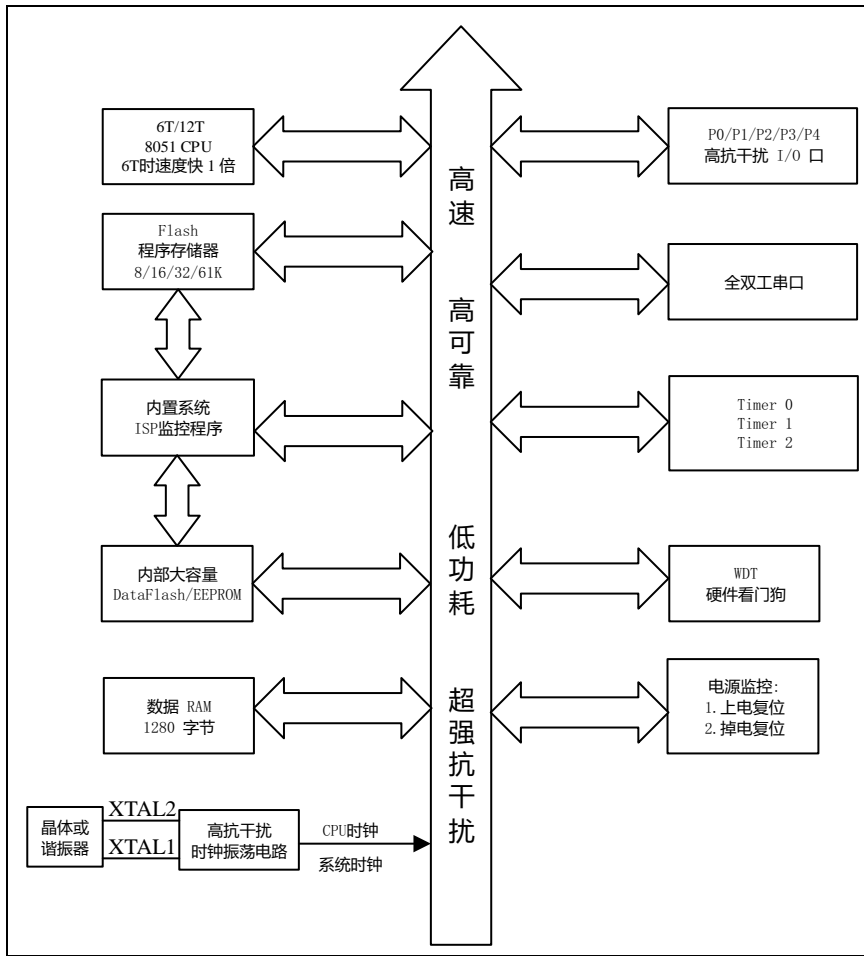 6T/12T
8051 CPU
6T时速度快 1 倍
Flash
程序存储器
8/16/32/61K
内置系统
ISP监控程序
内部大容量
DataFlash/EEPROM
数据 RAM
1280 字节
晶体或
谐振器
XTAL2
XTAL1
高抗干扰
时钟振荡电路
CPU时钟
系统时钟
高速
高可靠
低功耗
超强抗干扰
P0/P1/P2/P3/P4
高抗干扰 I/O 口
全双工串口
Timer 0
Timer 1
Timer 2
WDT
硬件看门狗
电源监控:
1.上电复位
2.掉电复位